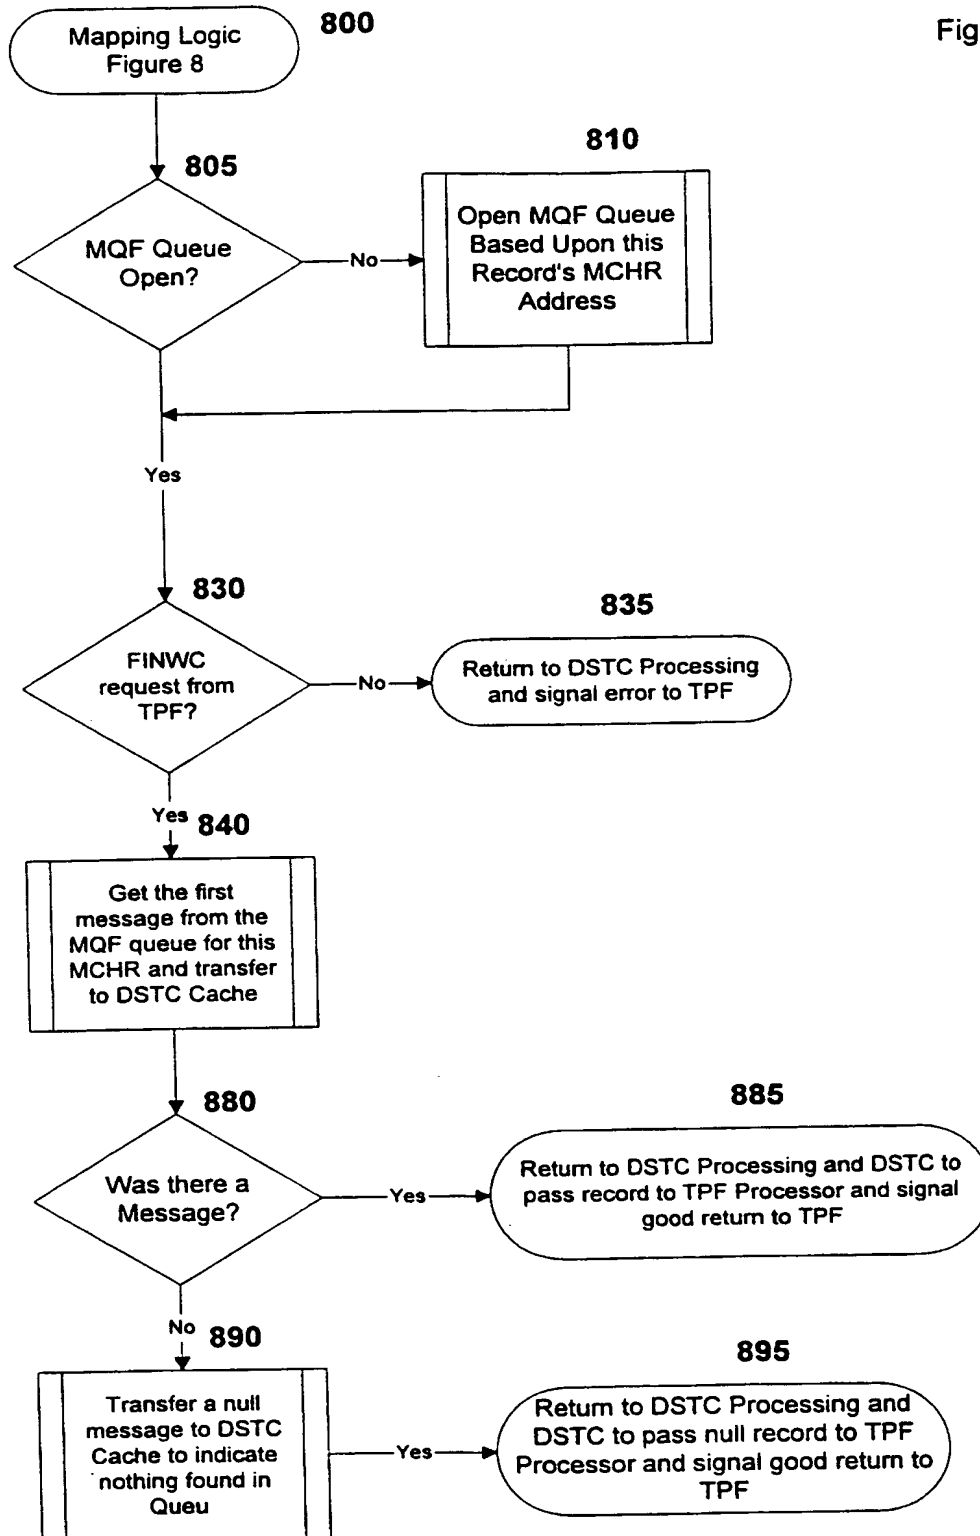 Mapping Logic
Figure 8
800
Fig
805
MQF Queue
Open?
No
810
Open MQF Queue
Based Upon this
Record's MCHR
Address
Yes
830
FINWC
request from
TPF?
No
835
Return to DSTC Processing
and signal error to TPF
Yes
840
Get the first
message from the
MQF queue for this
MCHR and transfer
to DSTC Cache
880
Was there a
Message?
Yes
885
Return to DSTC Processing and DSTC to
pass record to TPF Processor and signal
good return to TPF
No
890
Transfer a null
message to DSTC
Cache to indicate
nothing found in
Queu
Yes
895
Return to DSTC Processing and
DSTC to pass null record to TPF
Processor and signal good return to
TPF